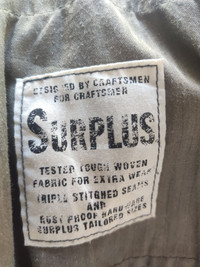 DESIGNED BY CRAFTSMEN
FOR CRAFTSMEN
SURPLUS
TESTED TOUGH WOVEN
FABRIC FOR EXTRA WEAR
TRIPLE STITCHED SEAMS
AND
RUST PROOF HARDWARE
SURPLUS TAILORED SIZES